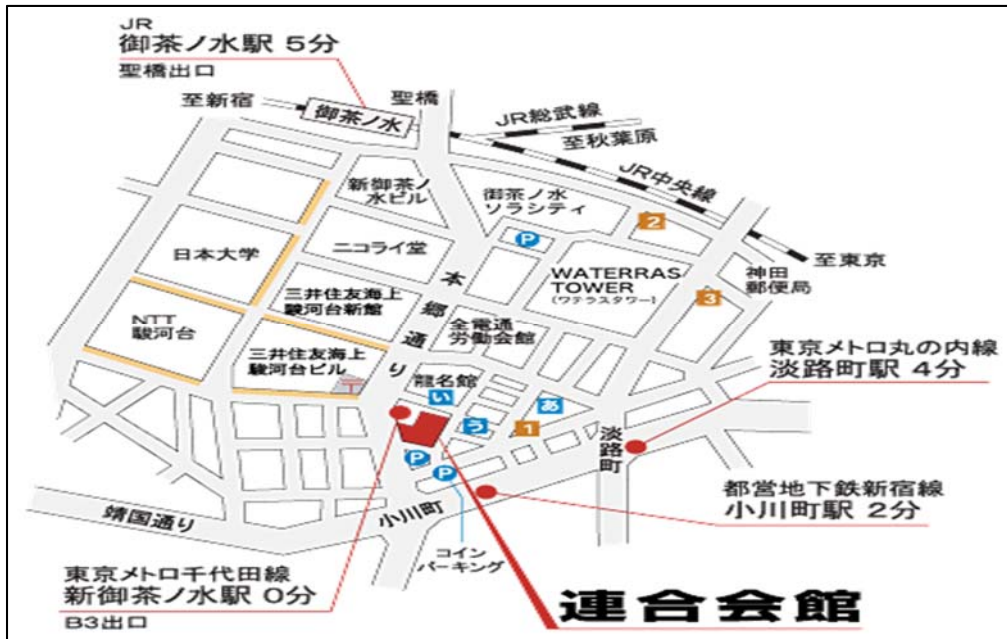 JR
御茶ノ水駅 5分
聖橋出口
至新宿
御茶ノ水
聖橋
JR総武線
至秋葉原
JR中央線
至東京
新御茶ノ
水ビル
御茶ノ水
ソラシティ
2
P
日本大学
ニコライ堂
WATERRAS
TOWER
(ワテラスタワー)
神田
郵便局
3
三井住友海上
駿河台新館
本郷通り
全電通
労働会館
NTT
駿河台
三井住友海上
駿河台ビル
龍名館
い
あ
う
1
東京メトロ丸の内線
淡路町駅 4分
淡路町
P
P
都営地下鉄新宿線
小川町駅 2分
小川町
靖国通り
コイン
パーキング
東京メトロ千代田線
新御茶ノ水駅 0分
B3出口
連合会館